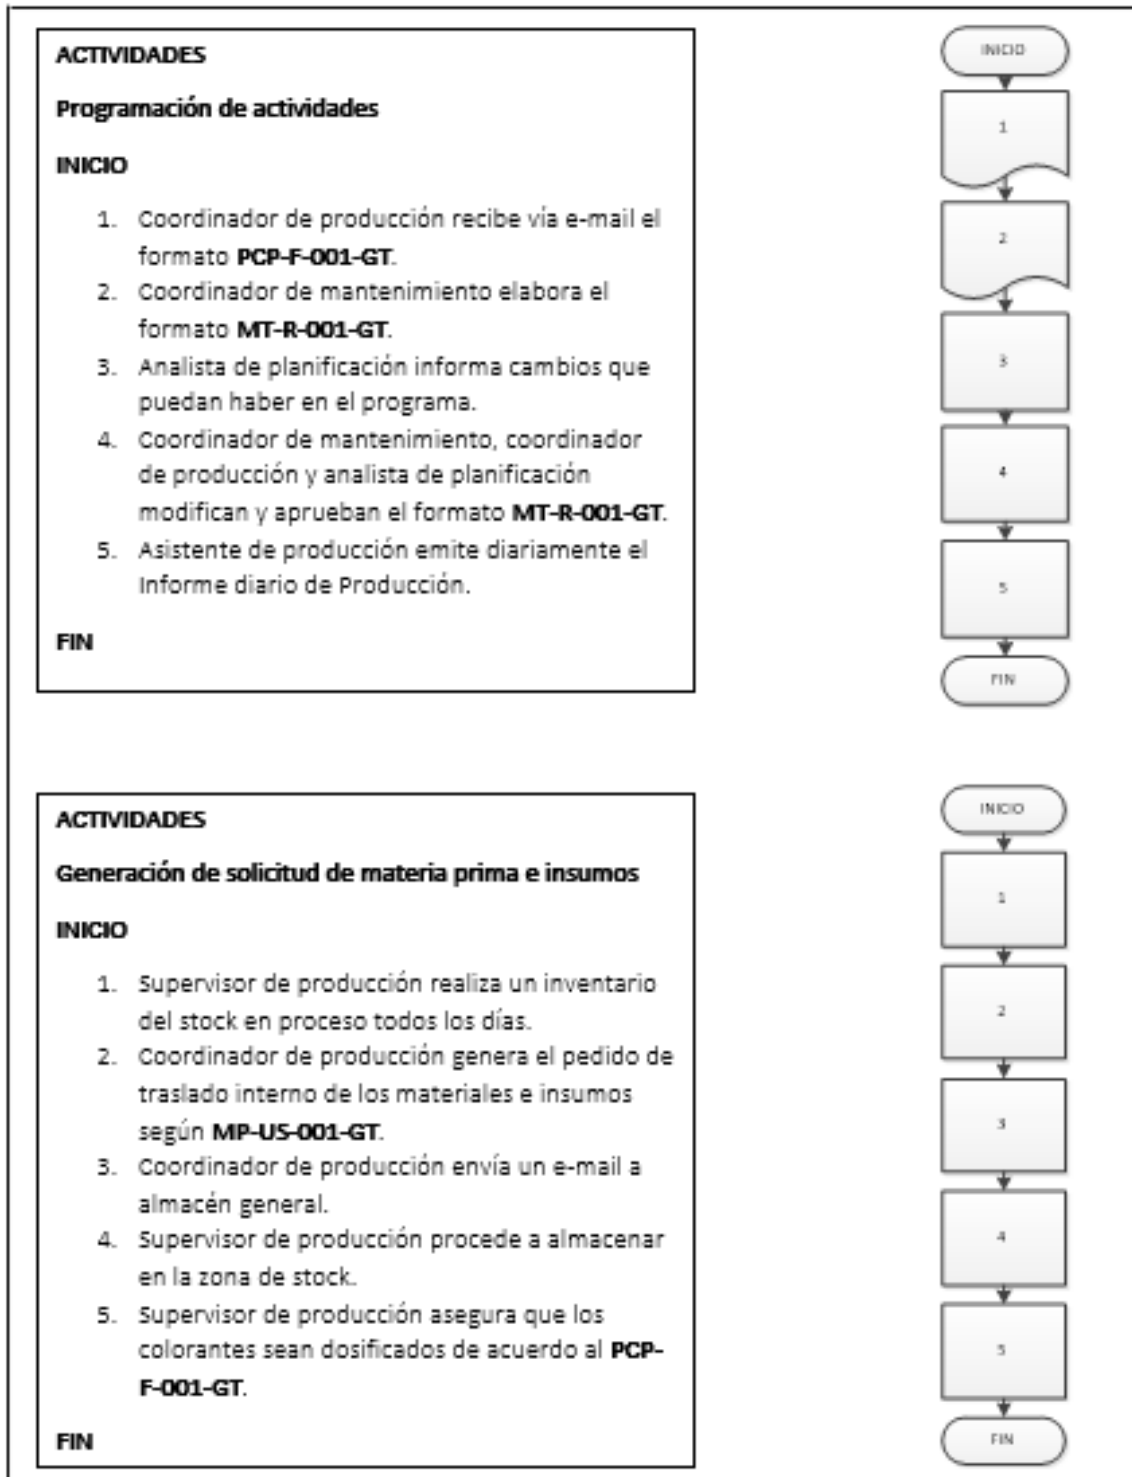 ACTIVIDADES
Programación de actividades
INICIO
1. Coordinador de producción recibe vía e-mail el
formato PCP-F-001-GT.
2. Coordinador de mantenimiento elabora el
formato MT-R-001-GT.
3. Analista de planificación informa cambios que
puedan haber en el programa.
4. Coordinador de mantenimiento, coordinador
de producción y analista de planificación
modifican y aprueban el formato MT-R-001-GT.
5. Asistente de producción emite diariamente el
Informe diario de Producción.
FIN
INICIO
1
2
3
4
5
FIN
ACTIVIDADES
Generación de solicitud de materia prima e insumos
INICIO
1. Supervisor de producción realiza un inventario
del stock en proceso todos los días.
2. Coordinador de producción genera el pedido de
traslado interno de los materiales e insumos
según MP-US-001-GT.
3. Coordinador de producción envía un e-mail a
almacén general.
4. Supervisor de producción procede a almacenar
en la zona de stock.
5. Supervisor de producción asegura que los
colorantes sean dosificados de acuerdo al PCP-
F-001-GT.
FIN
INICIO
1
2
3
4
5
FIN